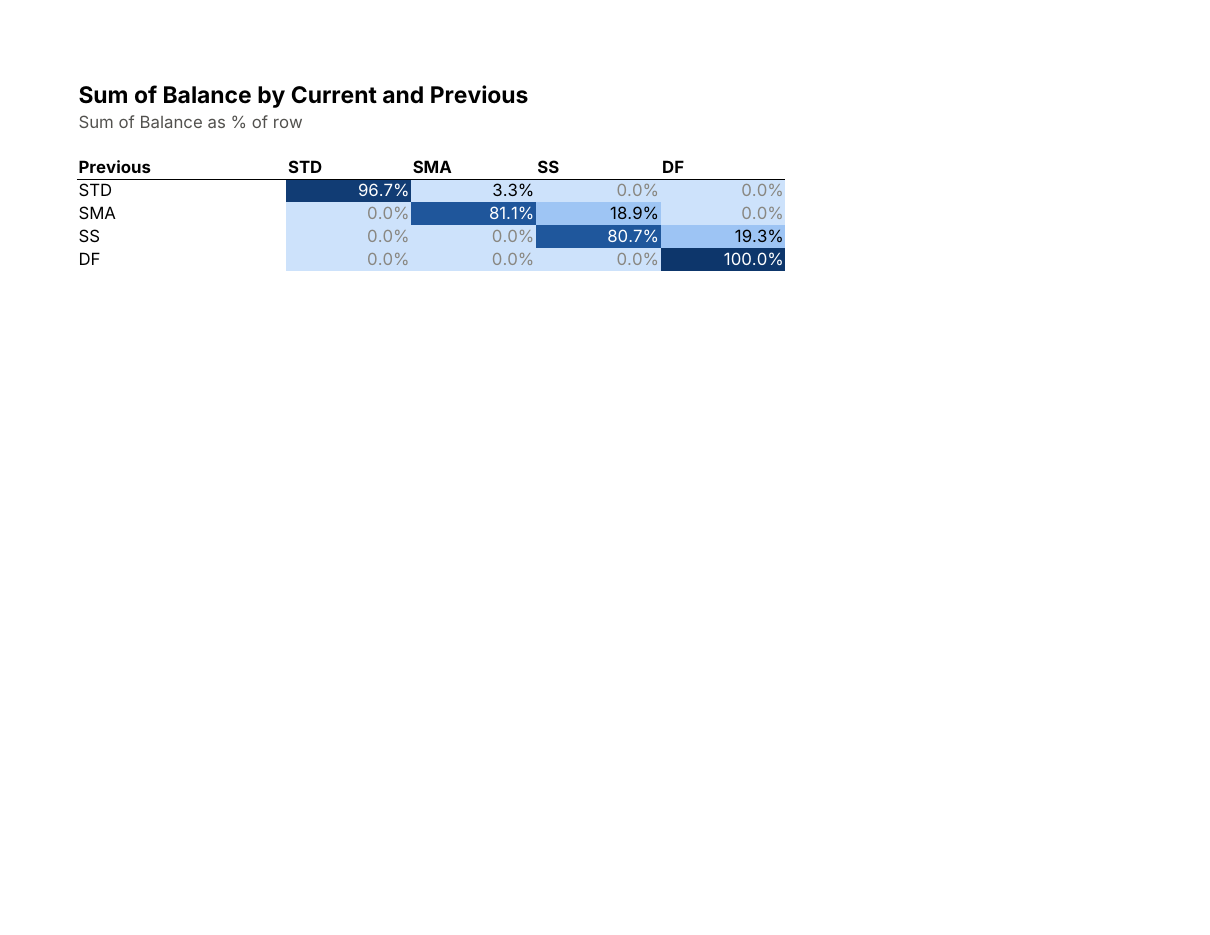 Sum of Balance by Current and Previous
Sum of Balance as % of row
Previous STD SMA SS DF
STD 96.7% 3.3% 0.0% 0.0%
SMA 0.0% 81.1% 18.9% 0.0%
SS 0.0% 0.0% 80.7% 19.3%
DF 0.0% 0.0% 0.0% 100.0%